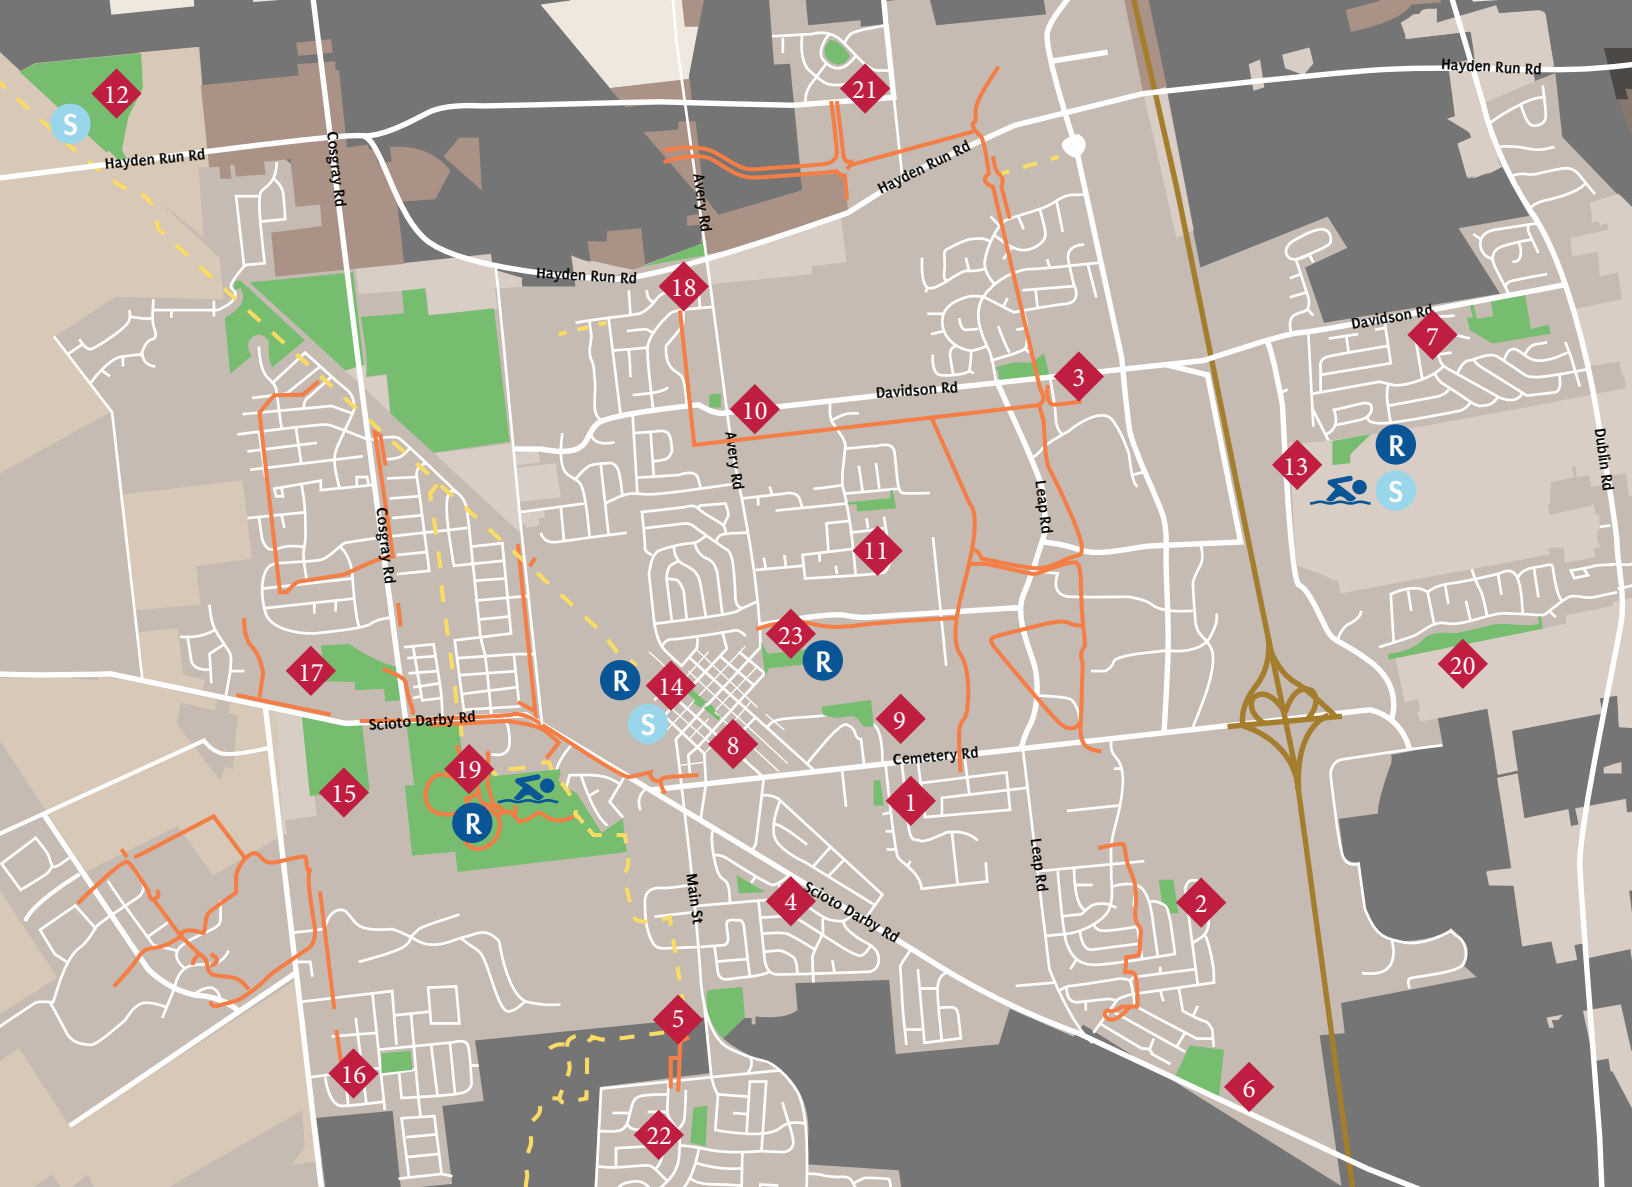 Hayden Run Rd
21
12
S
Hayden Run Rd
Cosgray Rd
Hayden Run Rd
Avery Rd
Hayden Run Rd
18
Davidson Rd
7
3
Davidson Rd
10
Avery Rd
13
R
S
Dublin Rd
Leap Rd
Cosgray Rd
11
23
R
17
R
14
20
S
9
Scioto Darby Rd
8
Cemetery Rd
19
15
1
R
Leap Rd
Main St
4
Scioto Darby Rd
2
5
16
6
22